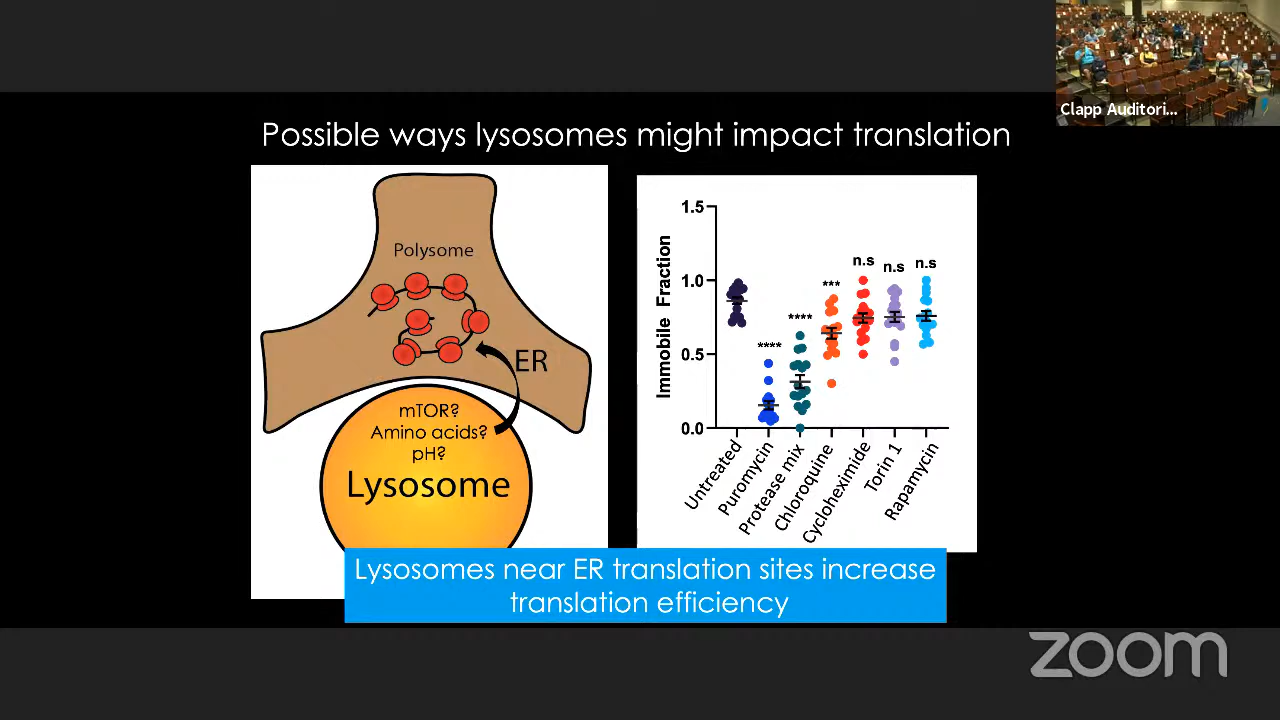 Clapp Auditori...
Possible ways lysosomes might impact translation
Polysome
ER
mTOR?
Amino acids?
pH?
Lysosome
Immobile Fraction
1.5
1.0
0.5
0.0
****
****
***
n.s
n.s
n.s
Untreated
Puromycin
Protease mix
Chloroquine
Cycloheximide
Torin 1
Rapamycin
Lysosomes near ER translation sites increase
translation efficiency
zoom